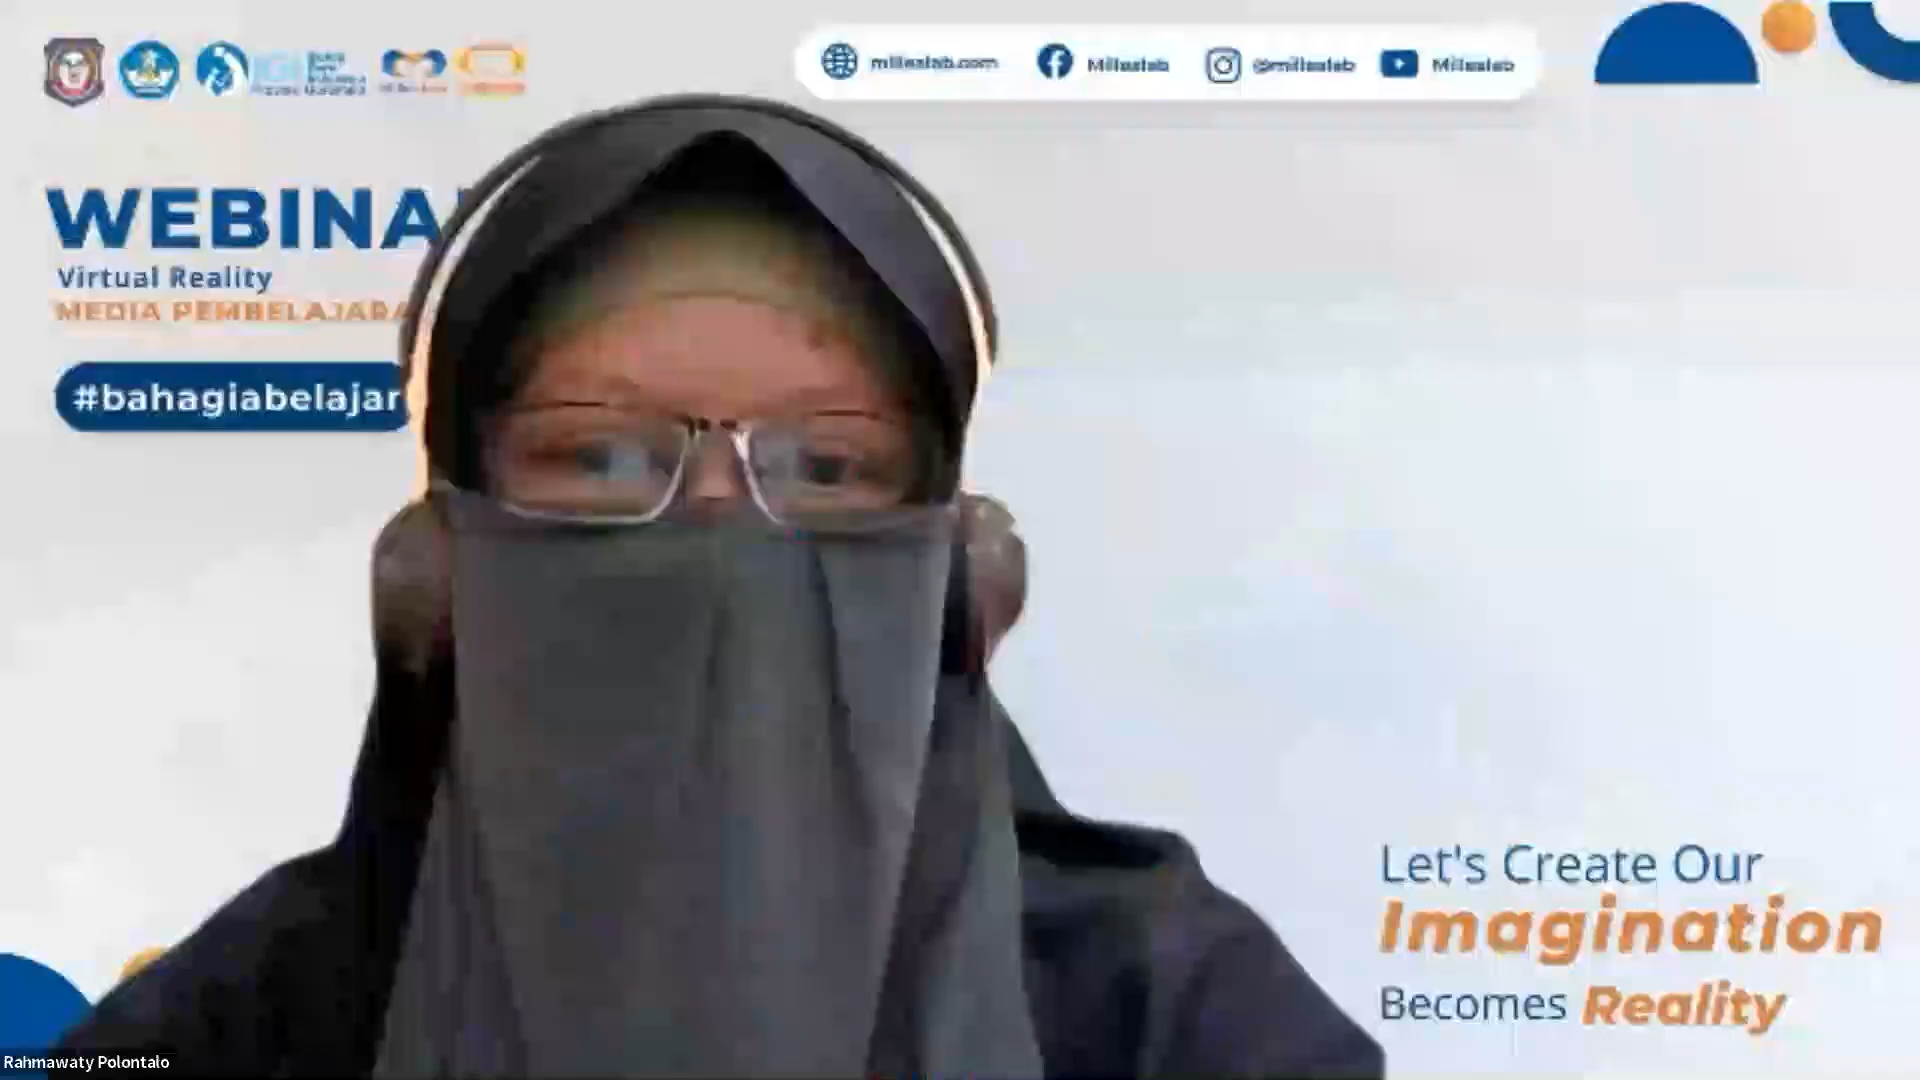 millealab.com Millealab @millealab Millealab
WEBINA
Virtual Reality
MEDIA PEMBELAJARA
#bahagiabelajar
Let's Create Our
Imagination
Becomes Reality
Rahmawaty Polontalo